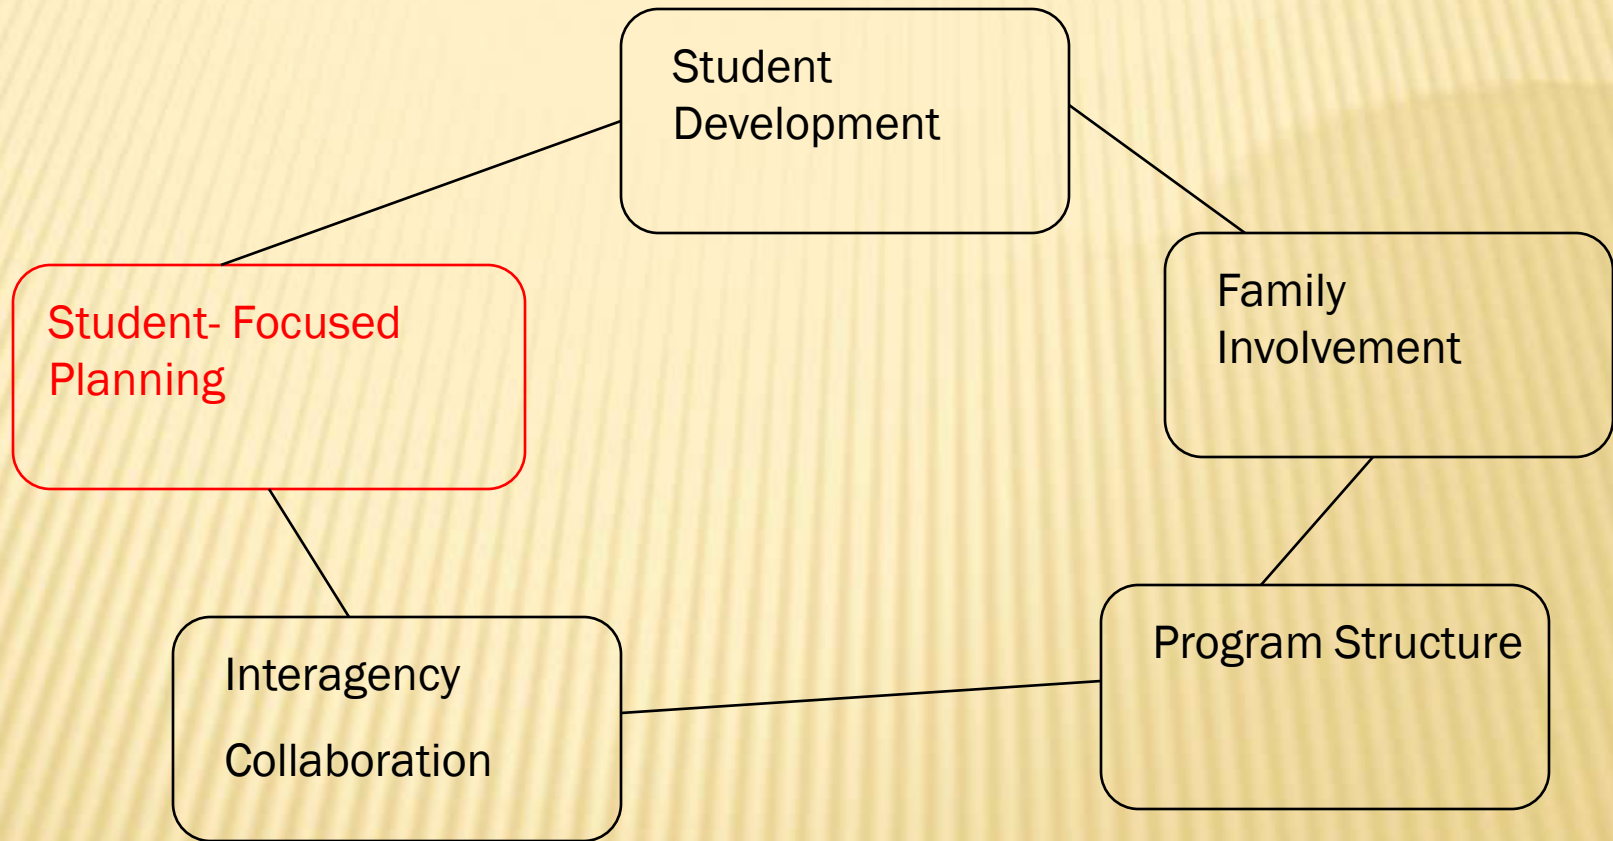 Student
Development
Family
Involvement
Student- Focused
Planning
Program Structure
Interagency
Collaboration